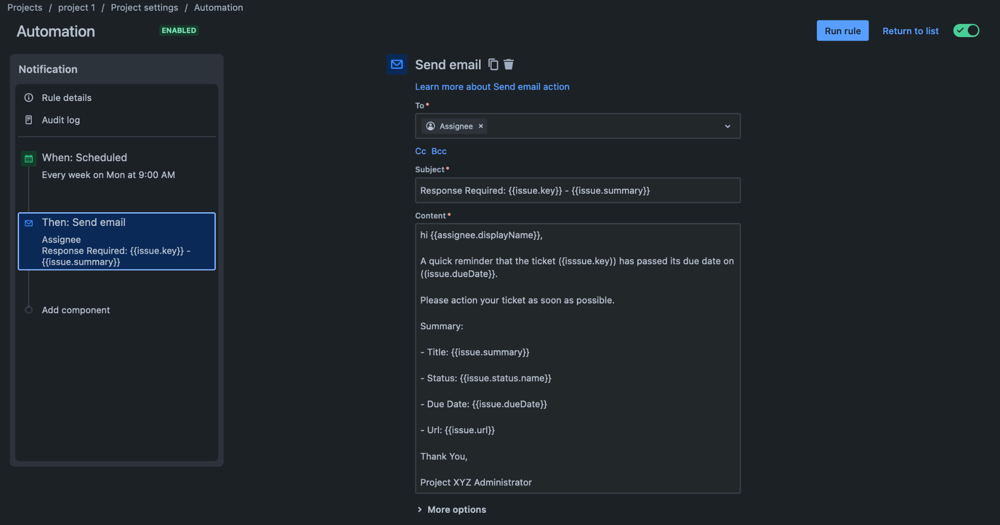 Projects / project 1 / Project settings / Automation
Automation
ENABLED
Run rule
Return to list
Notification
Rule details
Audit log
When: Scheduled
Every week on Mon at 9:00 AM
Then: Send email
Assignee
Response Required: {{issue.key}} -
{{issue.summary}}
Add component
Send email
Learn more about Send email action
To*
Assignee ×
Cc Bcc
Subject*
Response Required: {{issue.key}} - {{issue.summary}}
Content*
hi {{assignee.displayName}},
A quick reminder that the ticket ({isssue.key)) has passed its due date on
((issue.dueDate}}.
Please action your ticket as soon as possible.
Summary:
- Title: {{issue.summary}}
- Status: {{issue.status.name}}
- Due Date: {{issue.dueDate}}
- Url: {{issue.url}}
Thank You,
Project XYZ Administrator
More options